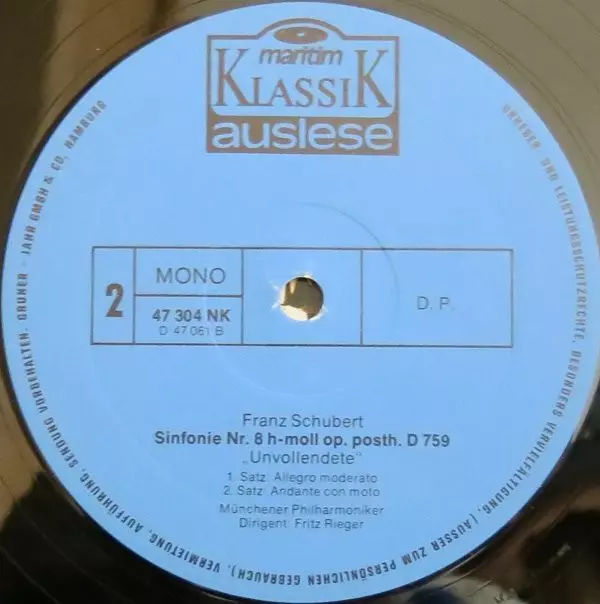 maritim
KLASSIK
auslese
2
MONO
47 304 NK
D 47 061 B
D. P.
Franz Schubert
Sinfonie Nr. 8 h-moll op. posth. D 759
„Unvollendete“
1. Satz: Allegro moderato
2. Satz: Andante con moto
Münchener Philharmoniker
Dirigent: Fritz Rieger
URHEBER- UND LEISTUNGSSCHUTZRECHTE, BESONDERS VERVIELFÄLTIGUNG, (AUSSER ZUM PERSÖNLICHEN GEBRAUCH), VERMIETUNG, AUFFÜHRUNG, SENDUNG VORBEHALTEN. GRUNER + JAHR GMBH & CO, HAMBURG